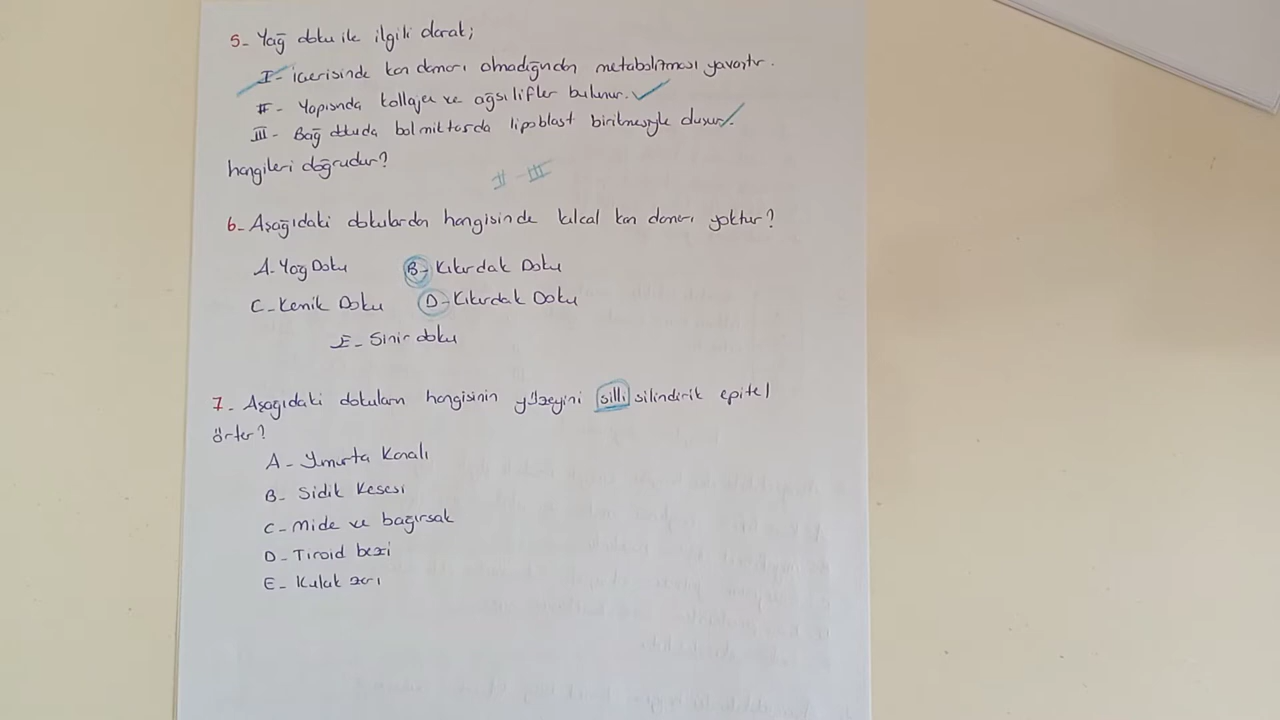 5- Yağ doku ile ilgili olarak;
I- içerisinde kan damarı olmadığından metabolizması yavaştır.
II- Yapısında kollajen ve ağsı lifler bulunur.
III- Bağ dokuda bol miktarda lipoblast birikmesiyle oluşur.
hangileri doğrudur?
II - III
6- Aşağıdaki dokulardan hangisinde kılcal kan damarı yoktur?
A- Yağ Doku B- Kıkırdak Doku
C- Kemik Doku D- Kıkırdak Doku
E- Sinir doku
7- Aşağıdaki dokuların hangisinin yüzeyini silli silindirik epitel
örter?
A- Yumurta Kanalı
B- Sidik Kesesi
C- Mide ve bağırsak
D- Tiroid bezi
E- Kulak zarı